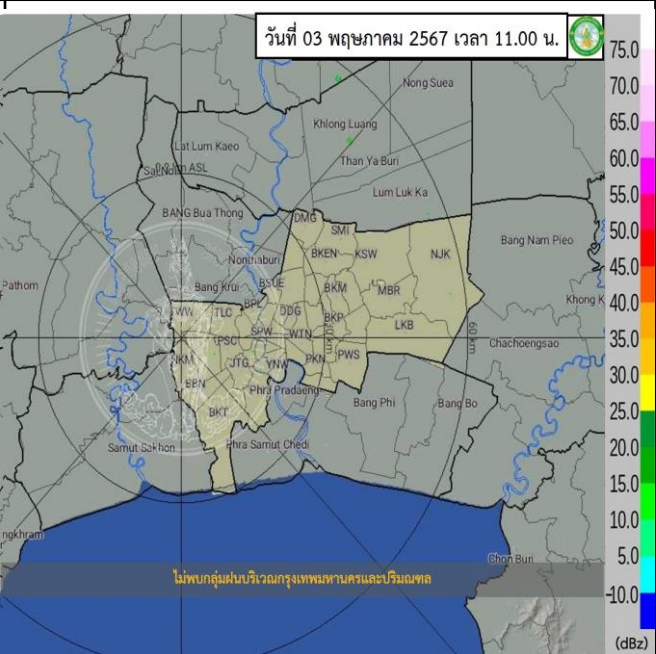 วันที่ 03 พฤษภาคม 2567 เวลา 11.00 น.
75.0
70.0
65.0
60.0
55.0
50.0
45.0
40.0
35.0
30.0
25.0
20.0
15.0
10.0
5.0
-10.0
(dBz)
Nong Suea
Khlong Luang
Lat Lum Kaeo
Than Ya Buri
Lum Luk Ka
BANG Bua Thong
DMG
SMI
Nonthaburi
BKEN
KSW
NJK
Bang Nam Pieo
Pathom
Bang Krui
BSUE
BKM
MBR
Khong K
TWW
TLC
BPL
DDG
BKP
LKB
PSC
SPW
WTN
60 km
Chachoengsao
NKM
JTG
YNW
PKN
PWS
BBN
Phra Pradaeng
BKT
Bang Phi
Bang Bo
Samut Sakhon
Phra Samut Chedi
ngkhram
Chon Buri
ไม่พบกลุ่มฝนบริเวณกรุงเทพมหานครและปริมณฑล